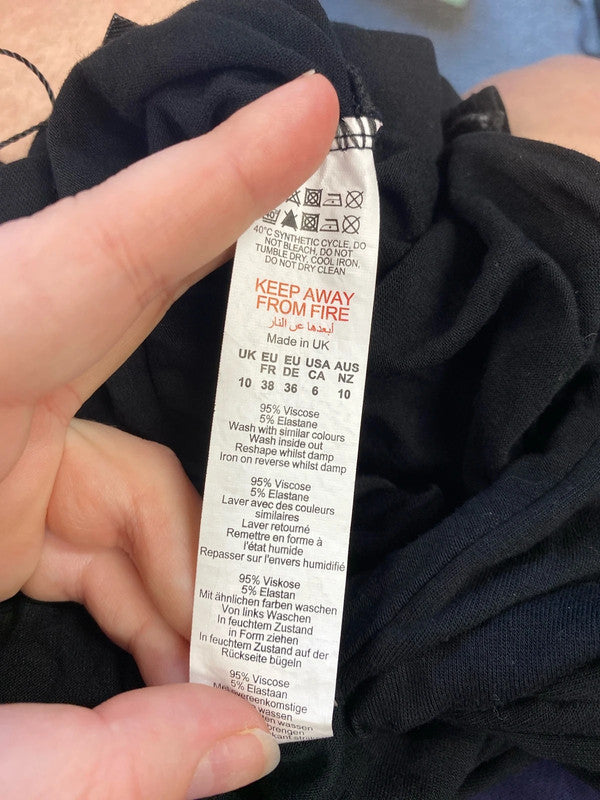 40°C SYNTHETIC CYCLE, DO
NOT BLEACH, DO NOT
TUMBLE DRY, COOL IRON,
DO NOT DRY CLEAN
KEEP AWAY
FROM FIRE
أبعدها عن النار
Made in UK
UK EU EU USA AUS
FR DE CA NZ
10 38 36 6 10
95% Viscose
5% Elastane
Wash with similar colours
Wash inside out
Reshape whilst damp
Iron on reverse whilst damp
95% Viscose
5% Elastane
Laver avec des couleurs
similaires
Laver retourné
Remettre en forme à
l'état humide
Repasser sur l'envers humidifié
95% Viskose
5% Elastan
Mit ähnlichen farben waschen
Von links Waschen
In feuchtem Zustand
in Form ziehen
In feuchtem Zustand auf der
Rückseite bügeln
95% Viscose
5% Elastaan